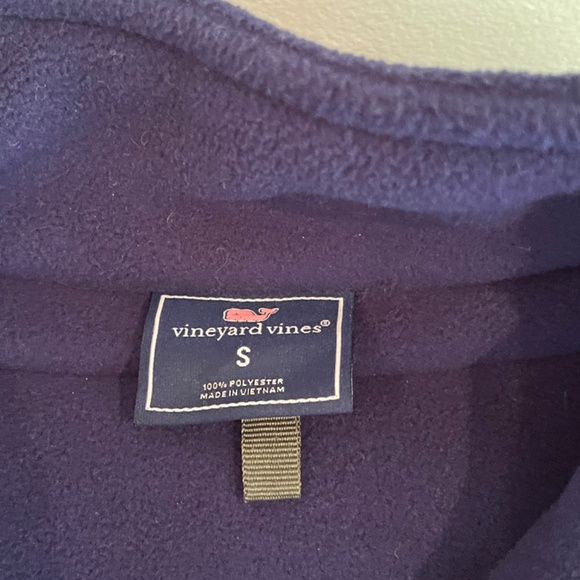 vineyard vines®
S
100% POLYESTER
MADE IN VIETNAM